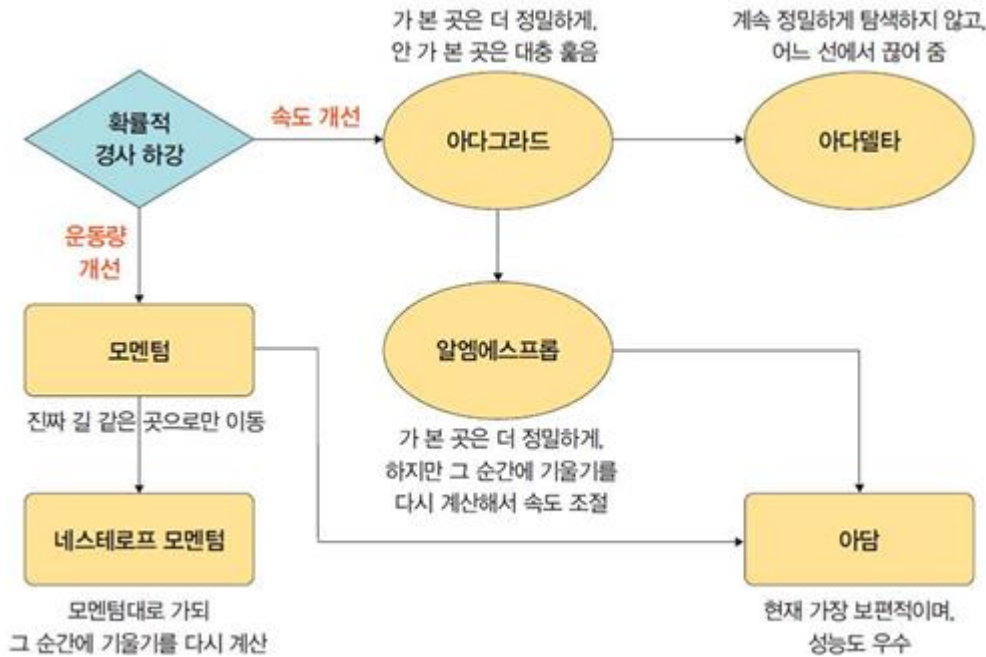 가 본 곳은 더 정밀하게,
안 가 본 곳은 대충 훑음
계속 정밀하게 탐색하지 않고,
어느 선에서 끊어 줌
확률적
경사 하강
속도 개선
아다그라드
아다델타
운동량
개선
모멘텀
진짜 길 같은 곳으로만 이동
알엠에스프롭
가 본 곳은 더 정밀하게,
하지만 그 순간에 기울기를
다시 계산해서 속도 조절
네스테로프 모멘텀
모멘텀대로 가되
그 순간에 기울기를 다시 계산
아담
현재 가장 보편적이며,
성능도 우수